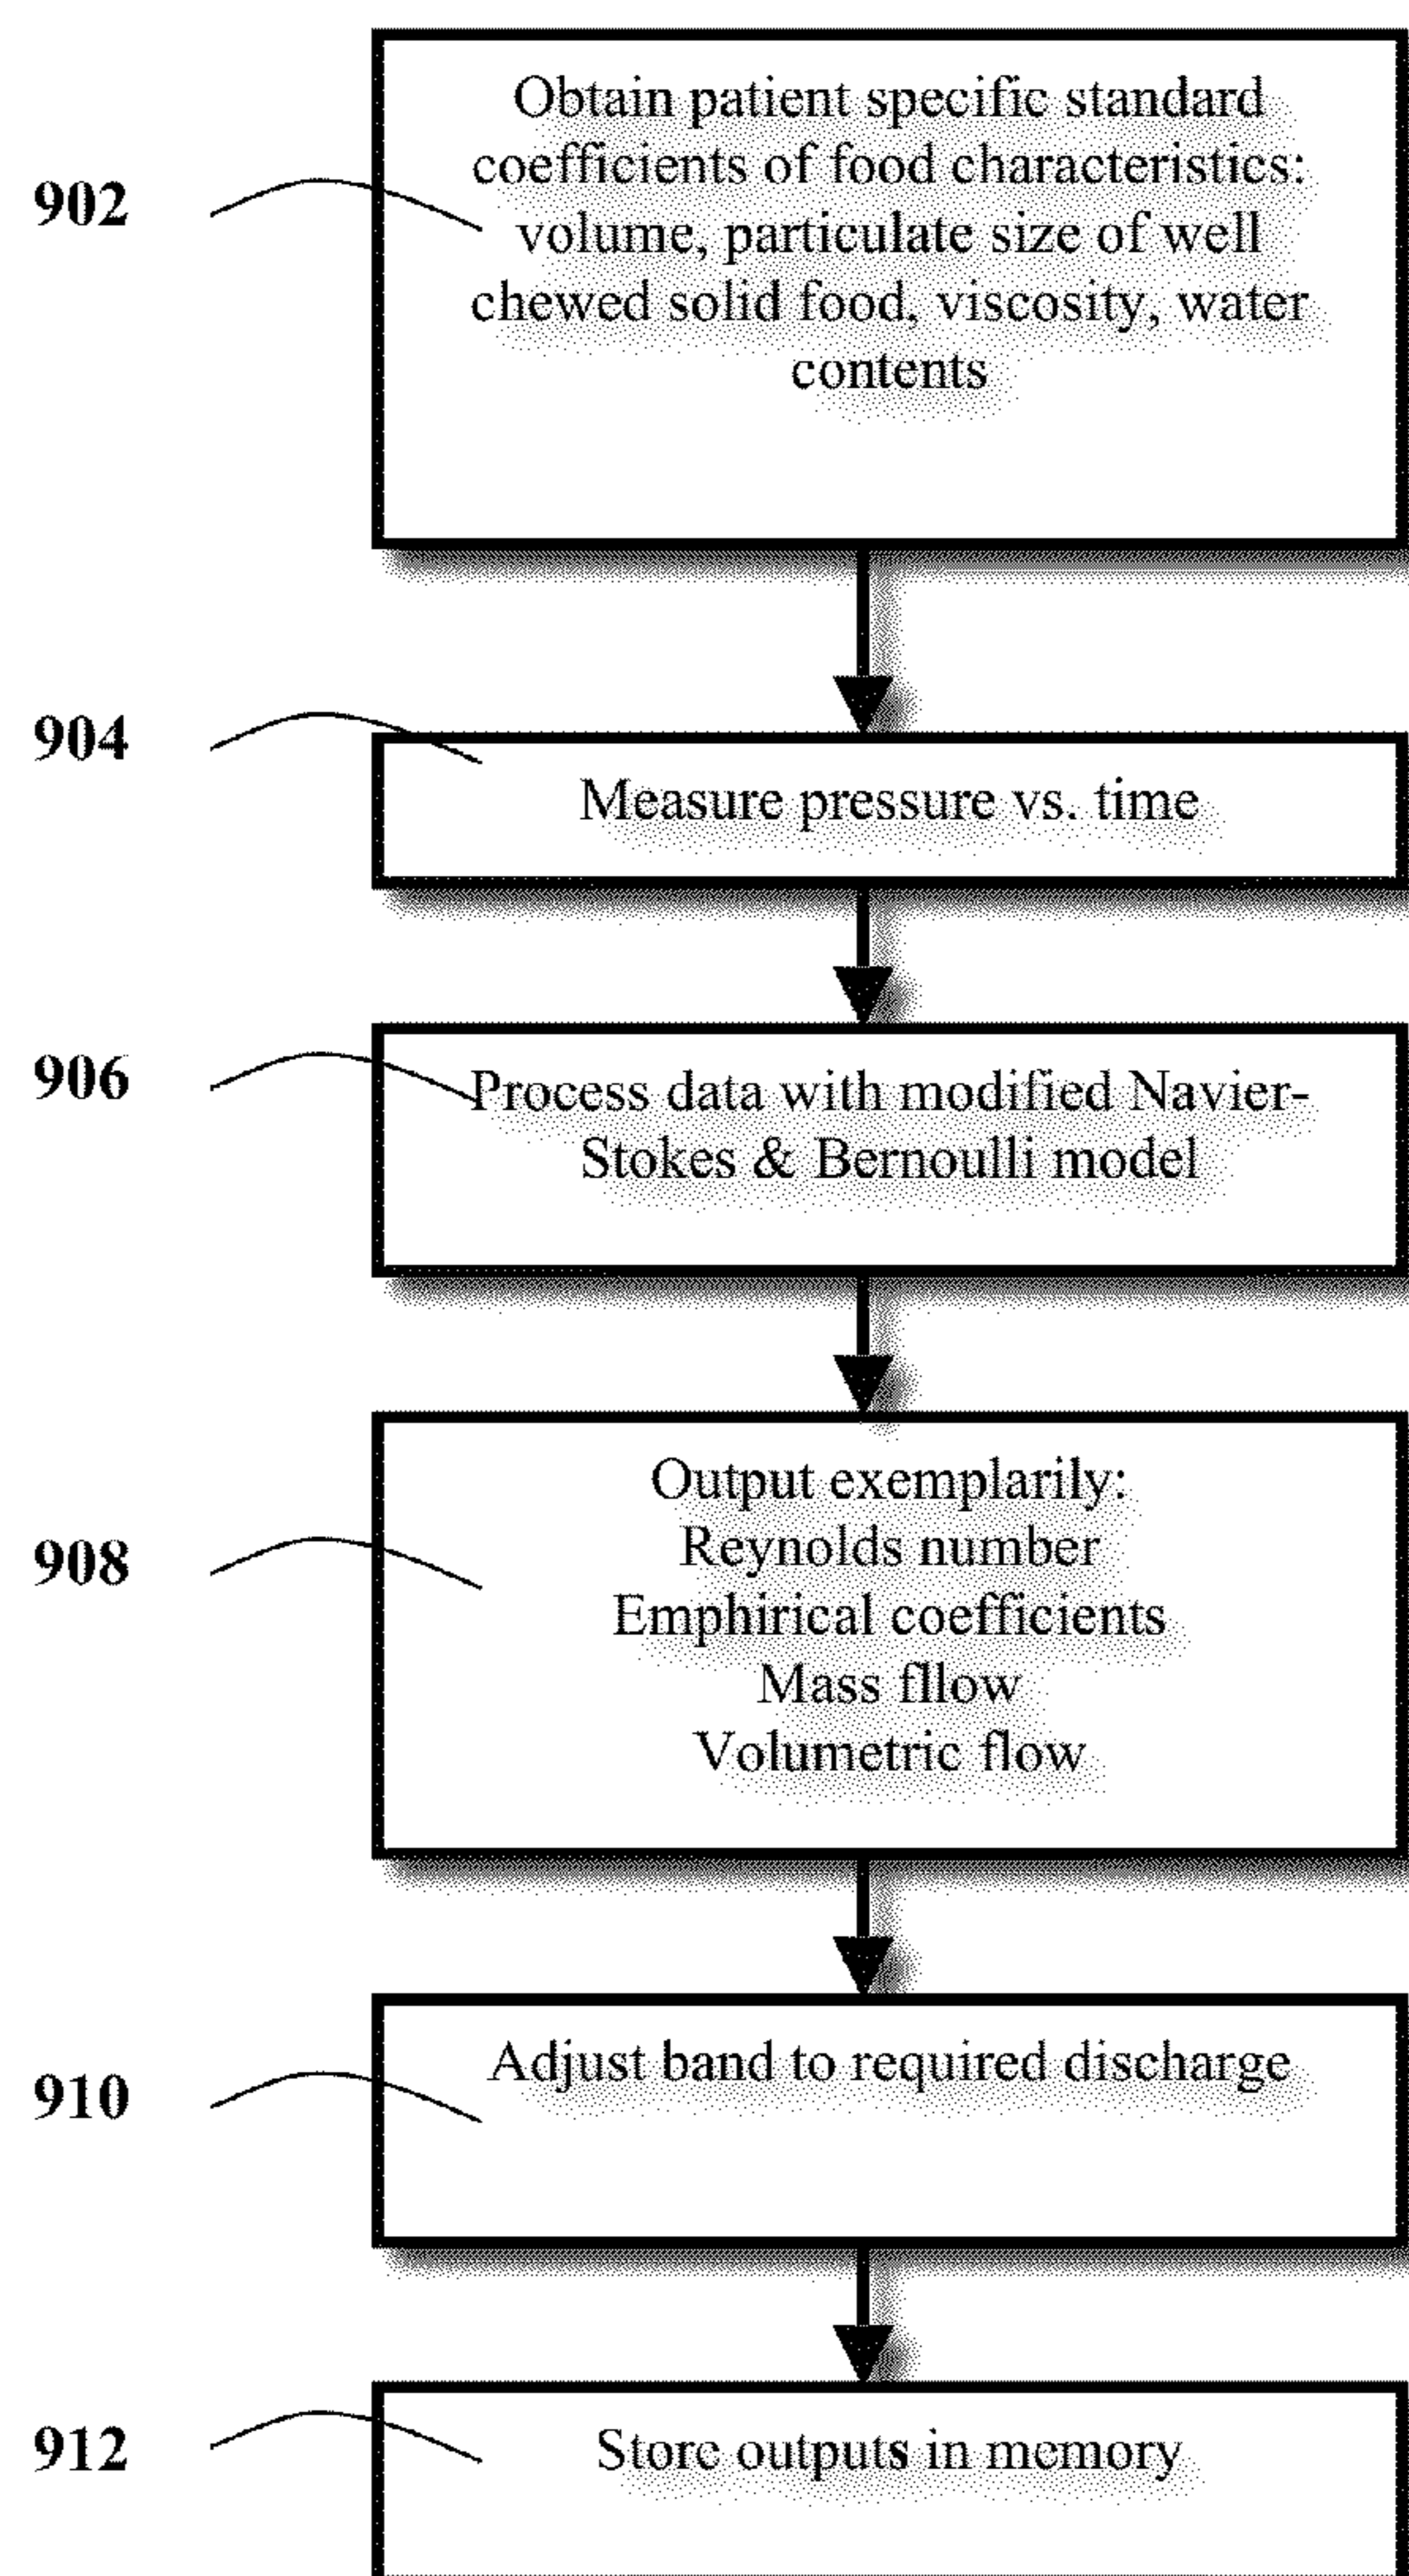 902
Obtain patient specific standard
coefficients of food characteristics:
volume, particulate size of well
chewed solid food, viscosity, water
contents
904
Measure pressure vs. time
906
Process data with modified Navier-
Stokes & Bernoulli model
908
Output exemplarily:
Reynolds number
Emphirical coefficients
Mass fllow
Volumetric flow
910
Adjust band to required discharge
912
Store outputs in memory